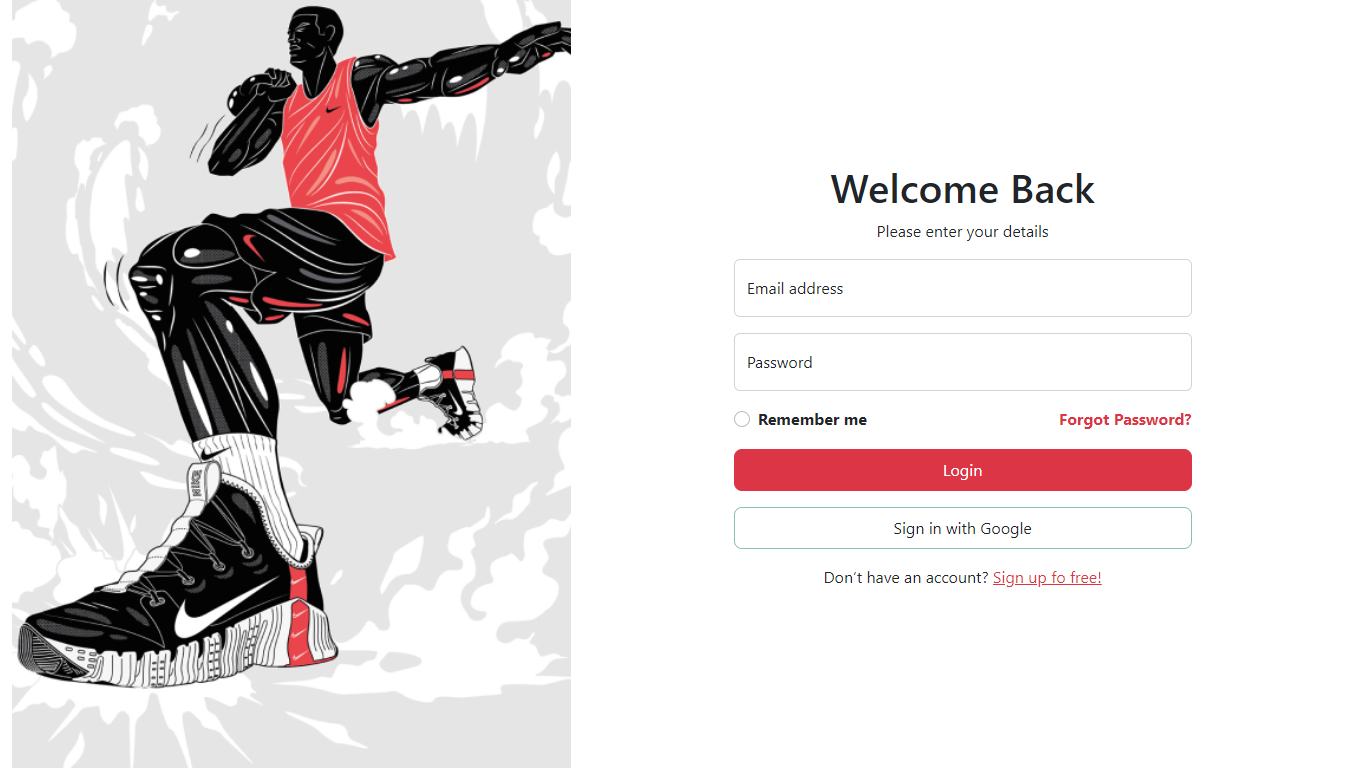 Welcome Back
Please enter your details
Email address
Password
Remember me Forgot Password?
Login
Sign in with Google
Don't have an account? Sign up fo free!
NIKE